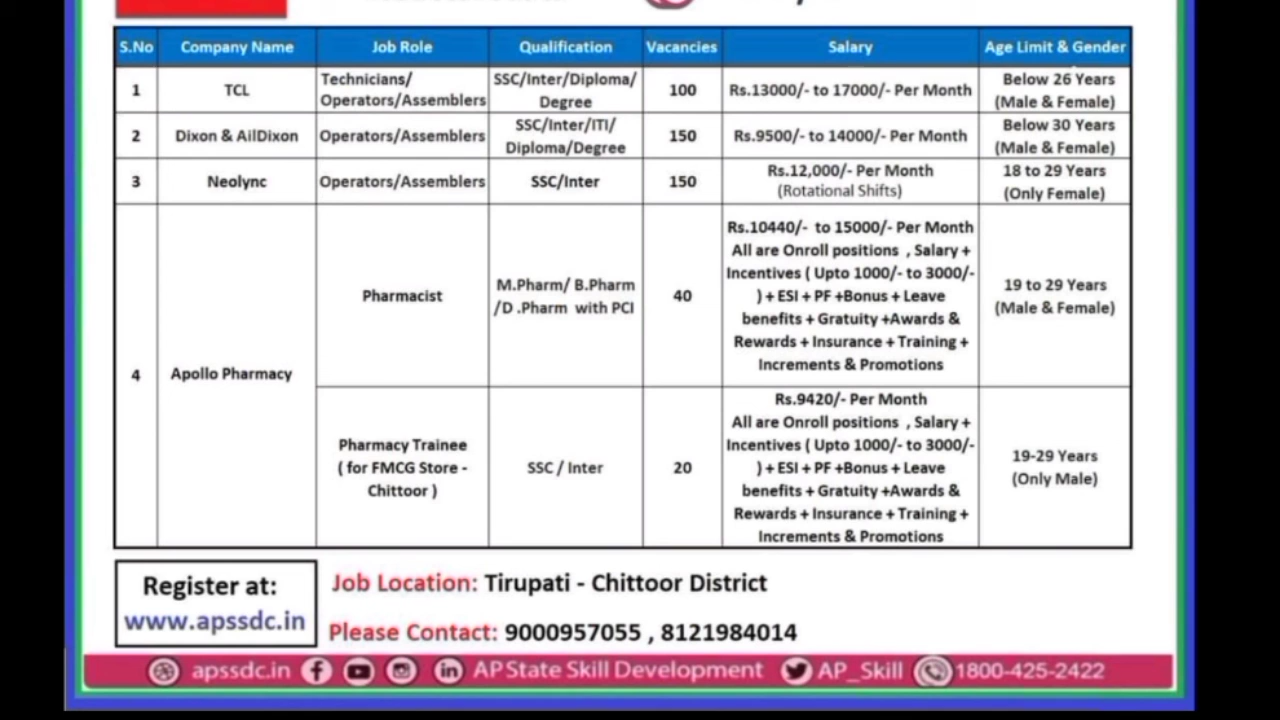 S.No Company Name Job Role Qualification Vacancies Salary Age Limit & Gender
1 TCL Technicians/ Operators/Assemblers SSC/Inter/Diploma/ Degree 100 Rs.13000/- to 17000/- Per Month Below 26 Years (Male & Female)
2 Dixon & AilDixon Operators/Assemblers SSC/Inter/ITI/ Diploma/Degree 150 Rs.9500/- to 14000/- Per Month Below 30 Years (Male & Female)
3 Neolync Operators/Assemblers SSC/Inter 150 Rs.12,000/- Per Month (Rotational Shifts) 18 to 29 Years (Only Female)
4 Apollo Pharmacy
Pharmacist
M.Pharm/ B.Pharm
/D .Pharm with PCI
40
Rs.10440/- to 15000/- Per Month
All are Onroll positions , Salary +
Incentives ( Upto 1000/- to 3000/-
) + ESI + PF +Bonus + Leave
benefits + Gratuity +Awards &
Rewards + Insurance + Training +
Increments & Promotions
19 to 29 Years
(Male & Female)
Pharmacy Trainee
( for FMCG Store -
Chittoor )
SSC / Inter
20
Rs.9420/- Per Month
All are Onroll positions , Salary +
Incentives ( Upto 1000/- to 3000/-
) + ESI + PF +Bonus + Leave
benefits + Gratuity +Awards &
Rewards + Insurance + Training +
Increments & Promotions
19-29 Years
(Only Male)
Register at:
www.apssdc.in
Job Location: Tirupati - Chittoor District
Please Contact: 9000957055 , 8121984014
apssdc.in AP State Skill Development AP_Skill 1800-425-2422